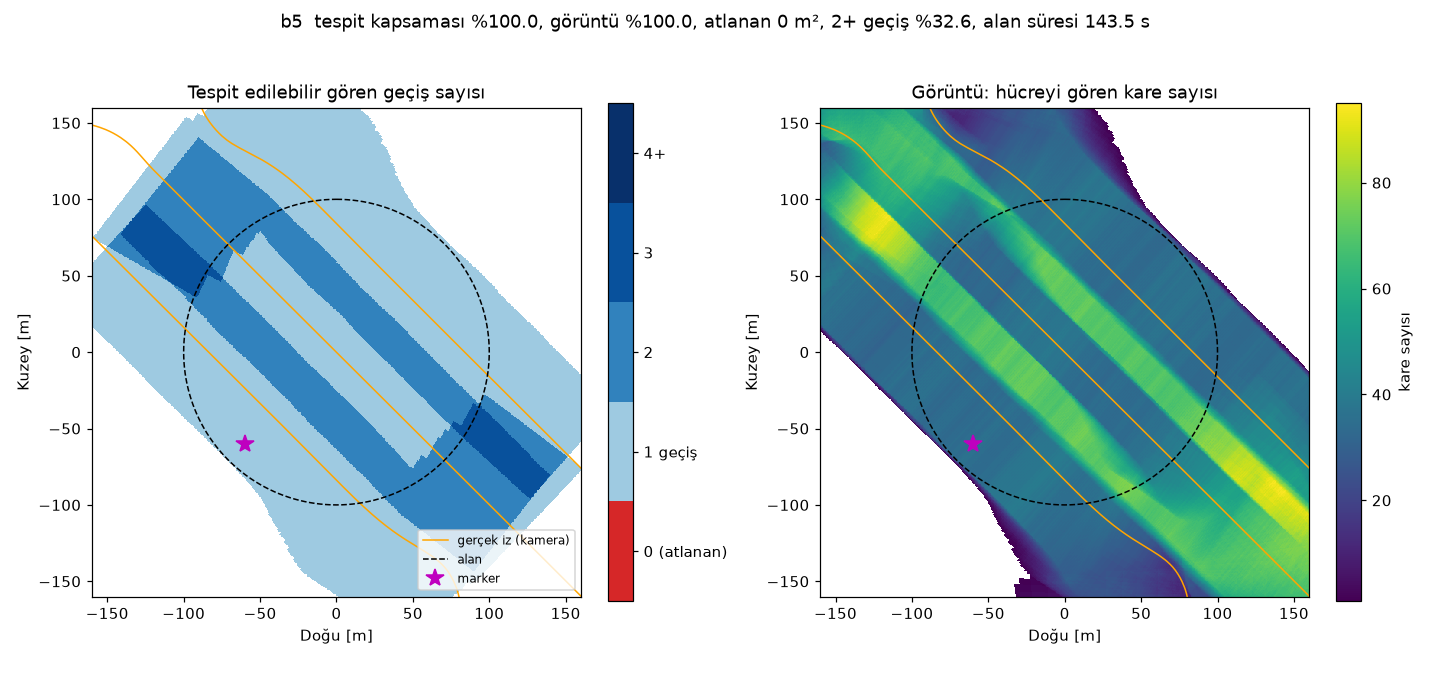 b5  tespit kapsaması %100.0, görüntü %100.0, atlanan 0 m², 2+ geçiş %32.6, alan süresi 143.5 s
Tespit edilebilir gören geçiş sayısı
150
100
50
0
−50
−100
−150
Kuzey [m]
−150 −100 −50 0 50 100 150
Doğu [m]
gerçek iz (kamera)
alan
marker
4+
3
2
1 geçiş
0 (atlanan)
Görüntü: hücreyi gören kare sayısı
150
100
50
0
−50
−100
−150
Kuzey [m]
−150 −100 −50 0 50 100 150
Doğu [m]
80
60
40
20
kare sayısı